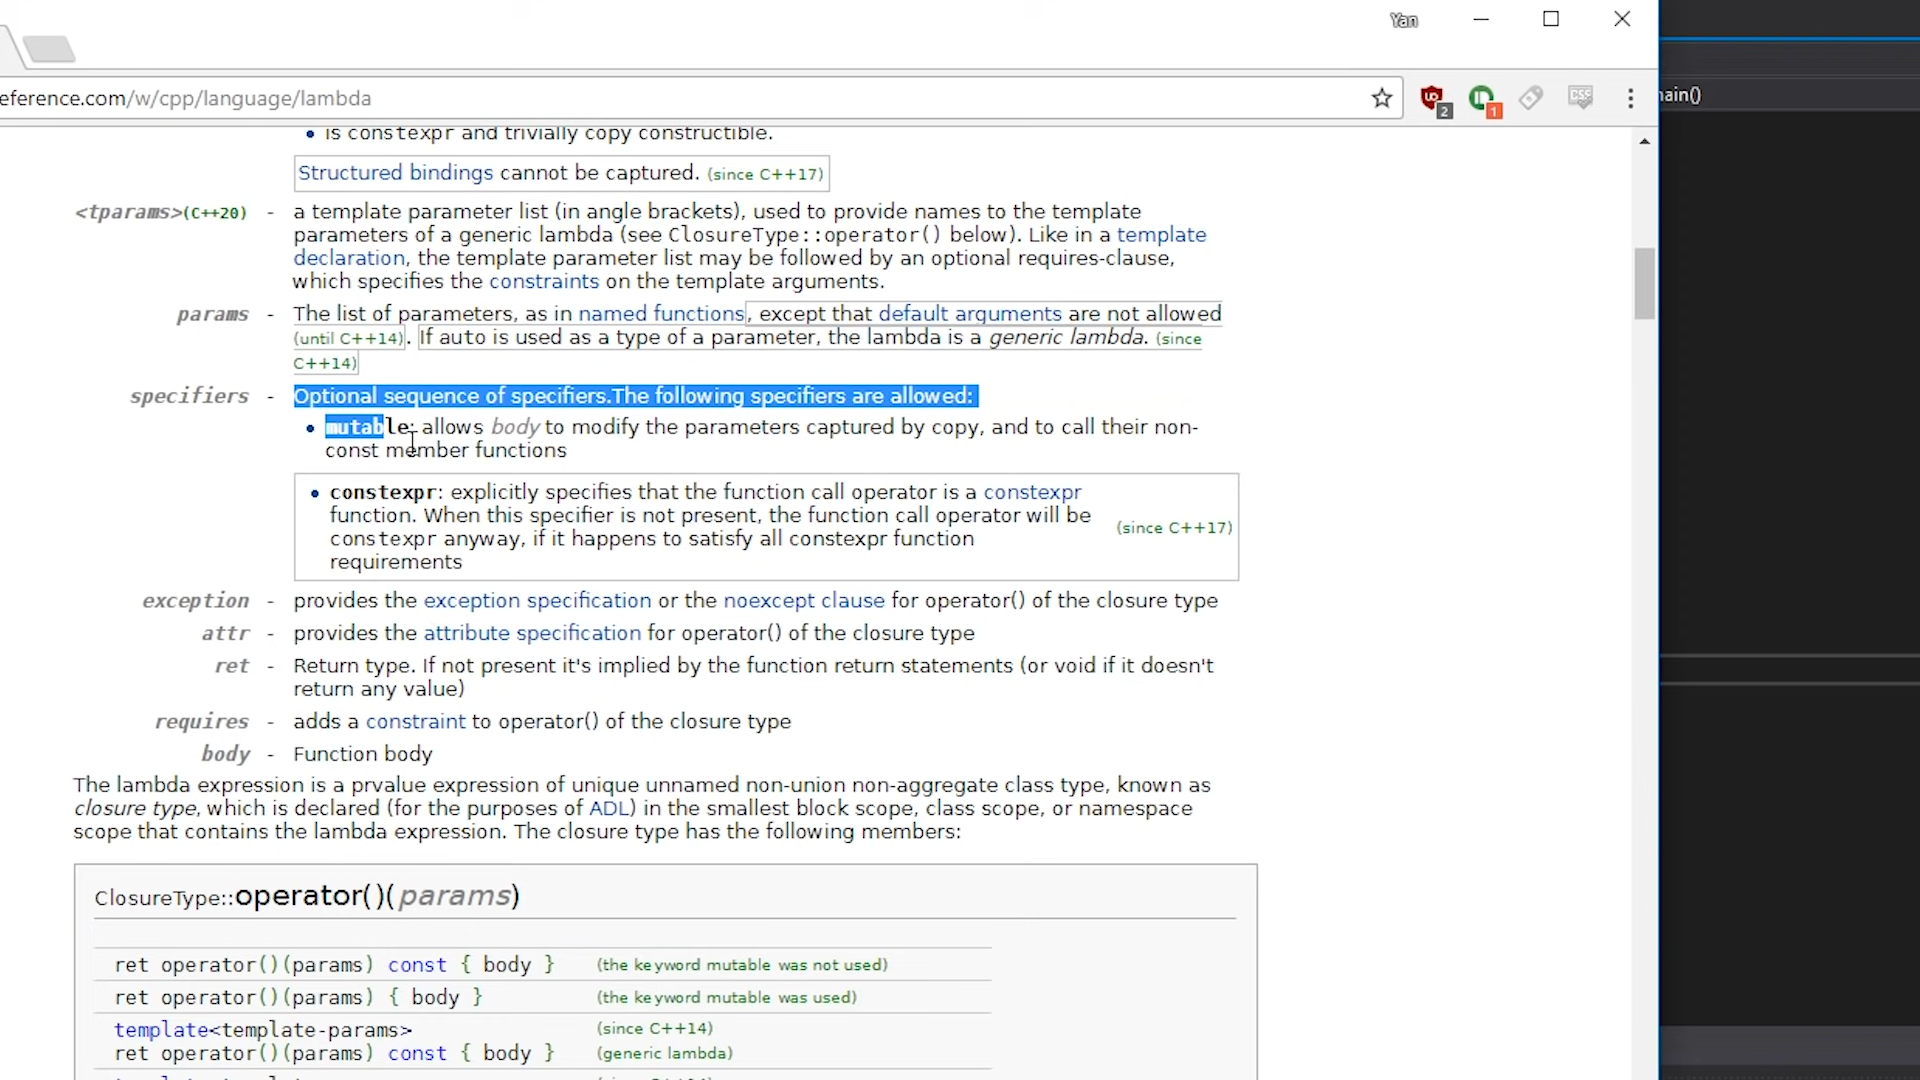 Yan
eference.com/w/cpp/language/lambda
2
1
CSS
nain()
• is constexpr and trivially copy constructible.
Structured bindings cannot be captured. (since C++17)
<tparams>(C++20) - a template parameter list (in angle brackets), used to provide names to the template
parameters of a generic lambda (see ClosureType::operator() below). Like in a template
declaration, the template parameter list may be followed by an optional requires-clause,
which specifies the constraints on the template arguments.
params - The list of parameters, as in named functions, except that default arguments are not allowed
(until C++14). If auto is used as a type of a parameter, the lambda is a generic lambda. (since
C++14)
specifiers - Optional sequence of specifiers.The following specifiers are allowed:
• mutable: allows body to modify the parameters captured by copy, and to call their non-
const member functions
• constexpr: explicitly specifies that the function call operator is a constexpr
function. When this specifier is not present, the function call operator will be
constexpr anyway, if it happens to satisfy all constexpr function
requirements
(since C++17)
exception - provides the exception specification or the noexcept clause for operator() of the closure type
attr - provides the attribute specification for operator() of the closure type
ret - Return type. If not present it's implied by the function return statements (or void if it doesn't
return any value)
requires - adds a constraint to operator() of the closure type
body - Function body
The lambda expression is a prvalue expression of unique unnamed non-union non-aggregate class type, known as
closure type, which is declared (for the purposes of ADL) in the smallest block scope, class scope, or namespace
scope that contains the lambda expression. The closure type has the following members:
ClosureType::operator()(params)
ret operator()(params) const { body } (the keyword mutable was not used)
ret operator()(params) { body } (the keyword mutable was used)
template<template-params> (since C++14)
ret operator()(params) const { body } (generic lambda)